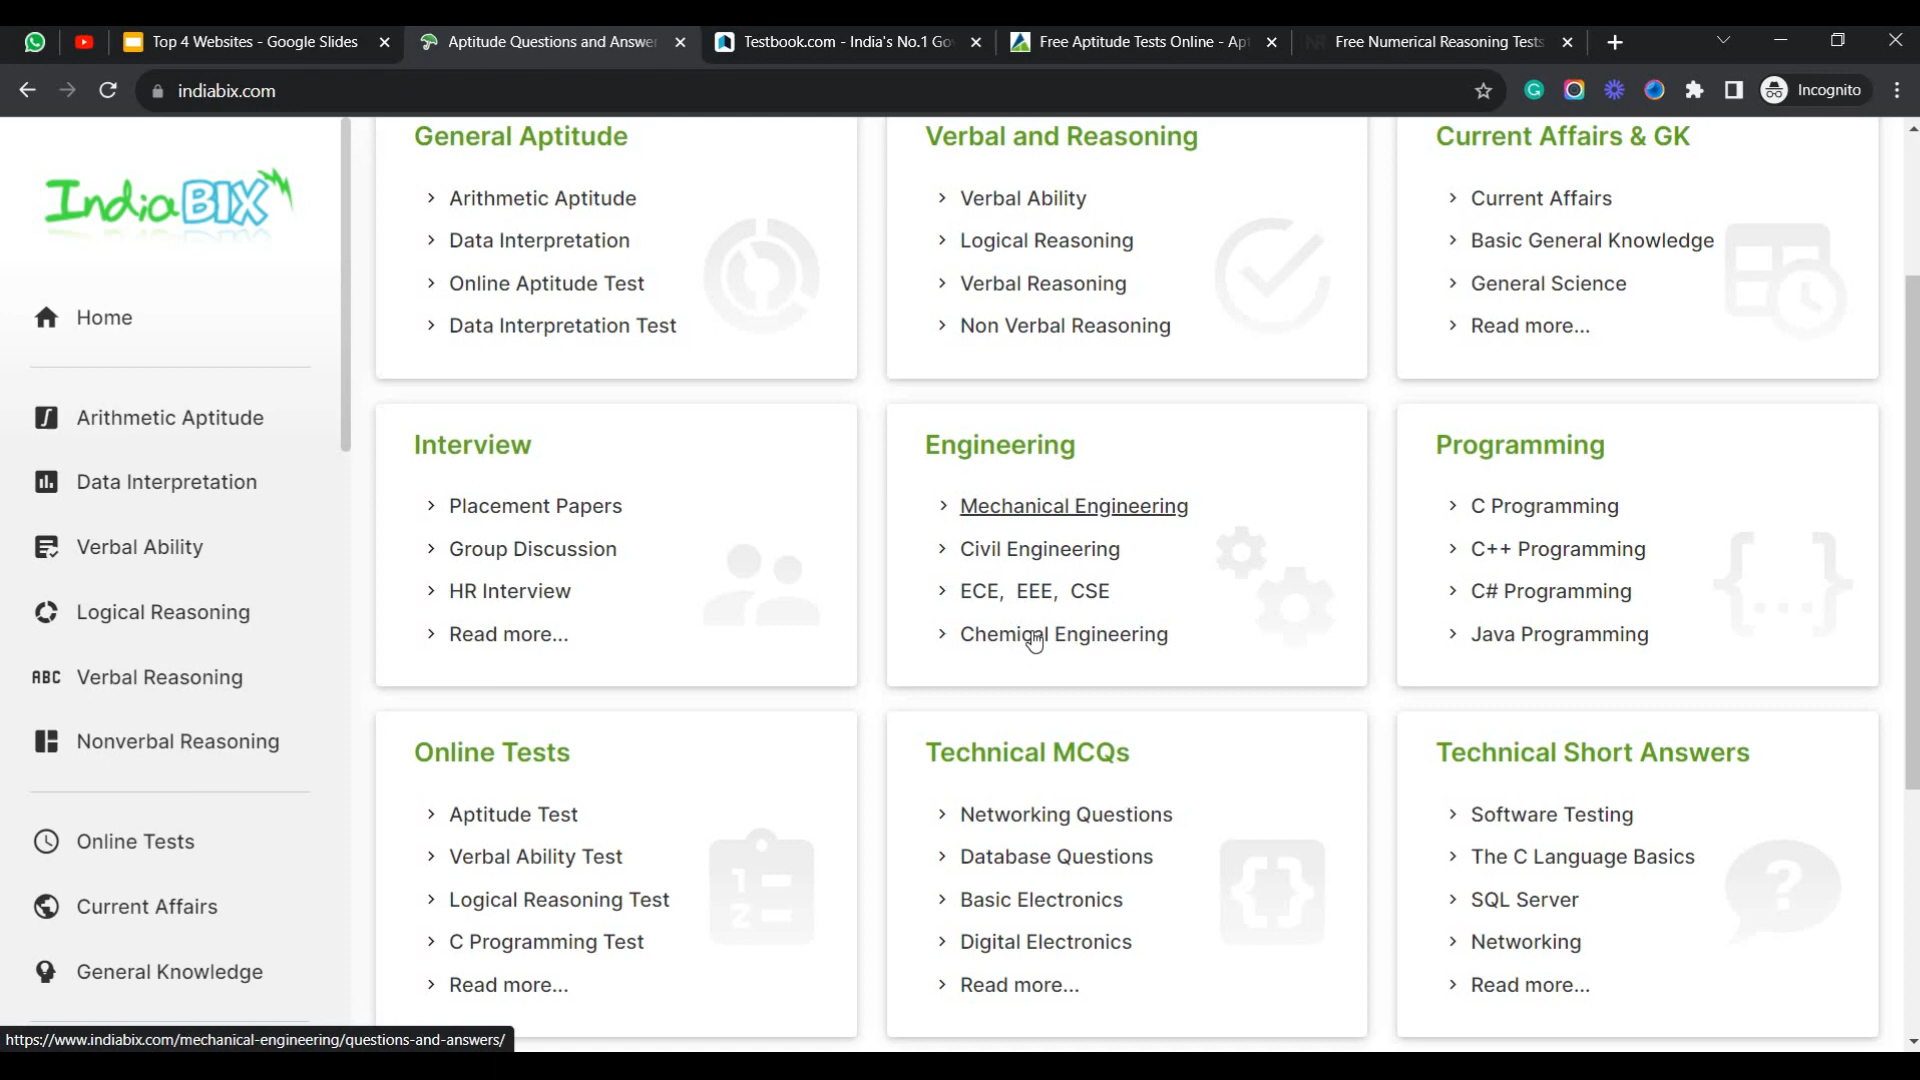 Top 4 Websites - Google Slides
Aptitude Questions and Answe
Testbook.com - India's No.1 Go
Free Aptitude Tests Online - Ap
Free Numerical Reasoning Tests
indiabix.com
Incognito
IndiaBIX
Home
Arithmetic Aptitude
Data Interpretation
Verbal Ability
Logical Reasoning
ABC Verbal Reasoning
Nonverbal Reasoning
Online Tests
Current Affairs
General Knowledge
General Aptitude
Arithmetic Aptitude
Data Interpretation
Online Aptitude Test
Data Interpretation Test
Verbal and Reasoning
Verbal Ability
Logical Reasoning
Verbal Reasoning
Non Verbal Reasoning
Current Affairs & GK
Current Affairs
Basic General Knowledge
General Science
Read more...
Interview
Placement Papers
Group Discussion
HR Interview
Read more...
Engineering
Mechanical Engineering
Civil Engineering
ECE, EEE, CSE
Chemical Engineering
Programming
C Programming
C++ Programming
C# Programming
Java Programming
Online Tests
Aptitude Test
Verbal Ability Test
Logical Reasoning Test
C Programming Test
Read more...
Technical MCQs
Networking Questions
Database Questions
Basic Electronics
Digital Electronics
Read more...
Technical Short Answers
Software Testing
The C Language Basics
SQL Server
Networking
Read more...
https://www.indiabix.com/mechanical-engineering/questions-and-answers/